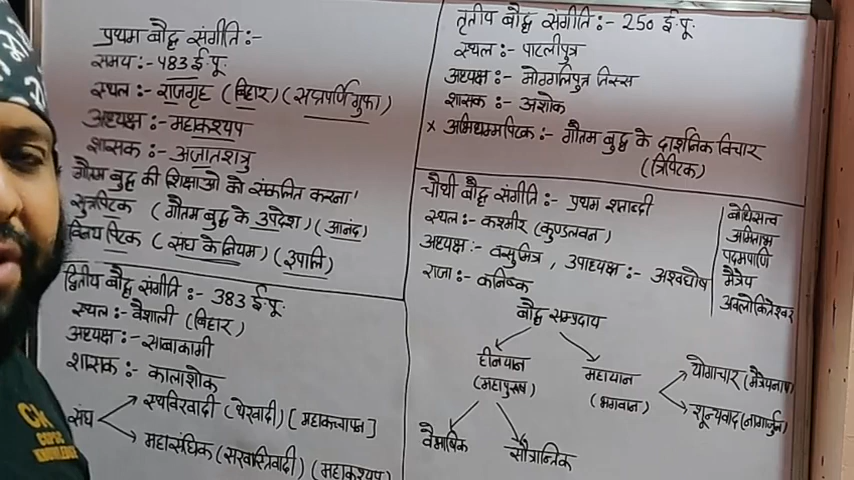 प्रथम बौद्ध संगीति:-
समय:- 483 ई.पू.
स्थल:- राजगृह (बिहार) (सप्तपर्णि गुफा)
अध्यक्ष:- महाकश्यप
शासक:- अजातशत्रु
गौतम बुद्ध की शिक्षाओ को संकलित करना'
सुत्तपिटक (गौतम बुद्ध के उपदेश) (आनंद)
विनय पिटक (संघ के नियम) (उपालि)
द्वितीय बौद्ध संगीति:- 383 ई.पू.
स्थल:- वैशाली (बिहार)
अध्यक्ष:- साबाकामी
शासक:- कालाशोक
संघ
स्थविरवादी (थेरवादी) [महाकच्चायन]
महासंघिक (सरवास्तिवादी) (महाकश्यप)
तृतीय बौद्ध संगीति:- 250 ई.पू.
स्थल:- पाटलीपुत्र
अध्यक्ष:- मोग्गलिपुत्र तिस्स
शासक:- अशोक
x अभिधम्मपिटक:- गौतम बुद्ध के दार्शनिक विचार
(त्रिपिटक)
चौथी बौद्ध संगीति:- प्रथम शताब्दी
स्थल:- कश्मीर (कुण्डलवन)
अध्यक्ष:- वसुमित्र, उपाध्यक्ष:- अश्वघोष
राजा:- कनिष्क
बोधिसत्व
अमिताभ
पदमपाणि
मैत्रेय
अवलोकितेश्वर
बौद्ध सम्प्रदाय
हीनयान
(महापुरुष)
महायान
(भगवान)
वैभाषिक
सौत्रान्तिक
योगाचार (मैत्रेयनाथ)
शून्यवाद (नागार्जुन)
GK
COPSC
KNOWLEDGE